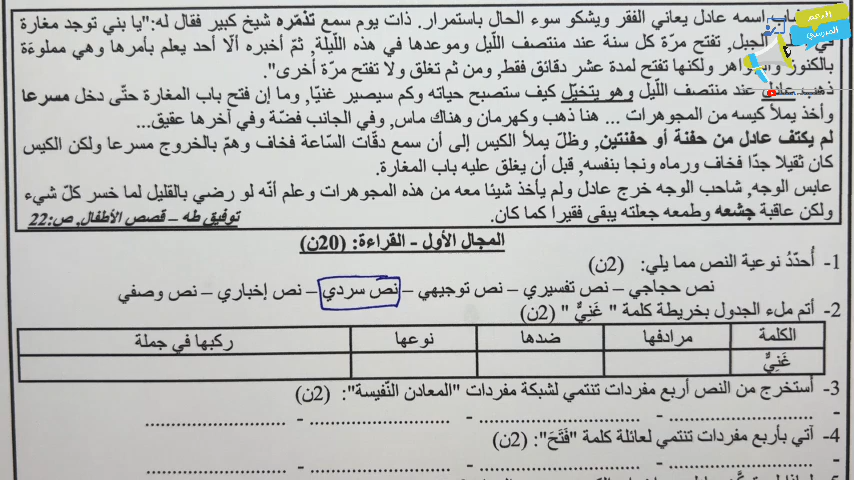 شاب اسمه عادل يعاني الفقر ويشكو سوء الحال باستمرار. ذات يوم سمع تذمّره شيخ كبير فقال له:"يا بني توجد مغارة
في الجبل, تفتح مرّة كل سنة عند منتصف اللّيل وموعدها في هذه اللّيلة. ثمّ أخبره ألّا أحد يعلم بأمرها وهي مملوءة
بالكنوز والجواهر ولكنها تفتح لمدة عشر دقائق فقط, ومن ثم تغلق ولا تفتح مرّة أخرى".
ذهب عادل عند منتصف اللّيل وهو يتخيّل كيف ستصبح حياته وكم سيصير غنيّا, وما إن فتح باب المغارة حتّى دخل مسرعا
وأخذ يملأ كيسه من المجوهرات ... هنا ذهب وكهرمان وهناك ماس, وفي الجانب فضّة وفي آخرها عقيق...
لم يكتف عادل من حفنة أو حفنتين, وظلّ يملأ الكيس إلى أن سمع دقّات السّاعة فخاف وهمّ بالخروج مسرعا ولكن الكيس
كان ثقيلا جدّا فخاف ورماه ونجا بنفسه, قبل أن يغلق عليه باب المغارة.
عابس الوجه, شاحب الوجه خرج عادل ولم يأخذ شيئا معه من هذه المجوهرات وعلم أنّه لو رضي بالقليل لما خسر كلّ شيء
ولكن عاقبة جشعه وطمعه جعلته يبقى فقيرا كما كان.
توفيق طه – قصص الأطفال, ص:22
المجال الأول - القراءة: (20ن)
1- أُحدّدُ نوعية النص مما يلي: (2ن)
نص حجاجي – نص تفسيري – نص توجيهي – نص سردي – نص إخباري – نص وصفي
2- أتم ملء الجدول بخريطة كلمة " غَنِيٌّ " (2ن)
الكلمة مرادفها ضدها نوعها ركبها في جملة
غَنِيٌّ
3- أستخرج من النص أربع مفردات تنتمي لشبكة مفردات "المعادن النّفيسة": (2ن)
- .................... - .................... - .................... - ....................
4- آتي بأربع مفردات تنتمي لعائلة كلمة "فَتَحَ": (2ن)
- .................... - .................... - .................... - ....................
الدعم
المدرسي